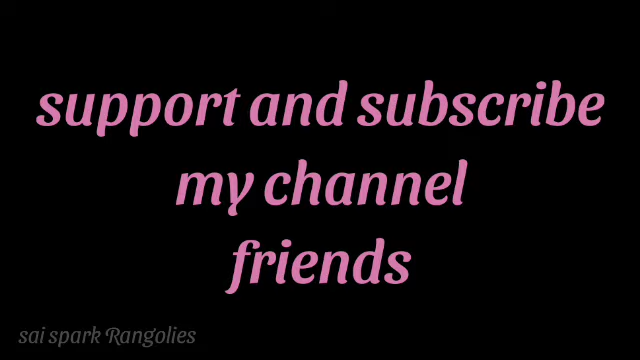 support and subscribe
my channel
friends
sai spark Rangolies